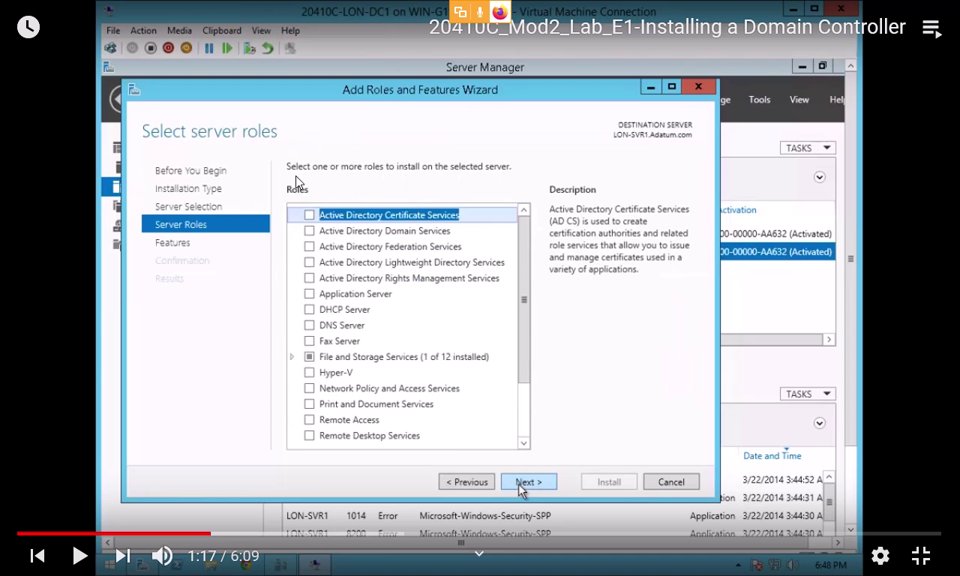 20410C-LON-DC1 on WIN-G
- Virtual Machine Connection
20410C_Mod2_Lab_E1-Installing a Domain Controller
File Action Media Clipboard View Help
Server Manager
Add Roles and Features Wizard
Tools View
TASKS
Select server roles
DESTINATION SERVER
LON-SVR1.Adatum.com
Before You Begin
Installation Type
Server Selection
Server Roles
Features
Confirmation
Results
Select one or more roles to install on the selected server.
Roles
Active Directory Certificate Services
Active Directory Domain Services
Active Directory Federation Services
Active Directory Lightweight Directory Services
Active Directory Rights Management Services
Application Server
DHCP Server
DNS Server
Fax Server
File and Storage Services (1 of 12 installed)
Hyper-V
Network Policy and Access Services
Print and Document Services
Remote Access
Remote Desktop Services
Description
Active Directory Certificate Services
(AD CS) is used to create
certification authorities and related
role services that allow you to issue
and manage certificates used in a
variety of applications.
ctivation
00-00000-AA632 (Activated)
00-00000-AA632 (Activated)
TASKS
Date and Time
3/22/2014 3:44:52
3/22/2014 3:44:31
3/22/2014 3:44:30
3/22/2014 3:44:30
< Previous Next > Install Cancel
LON-SVR1 1014 Error Microsoft-Windows-Security-SPP Application
LON-SVR1 8200 Error Microsoft-Windows-Security-SPP Application
1:17 / 6:09
6:48 PM